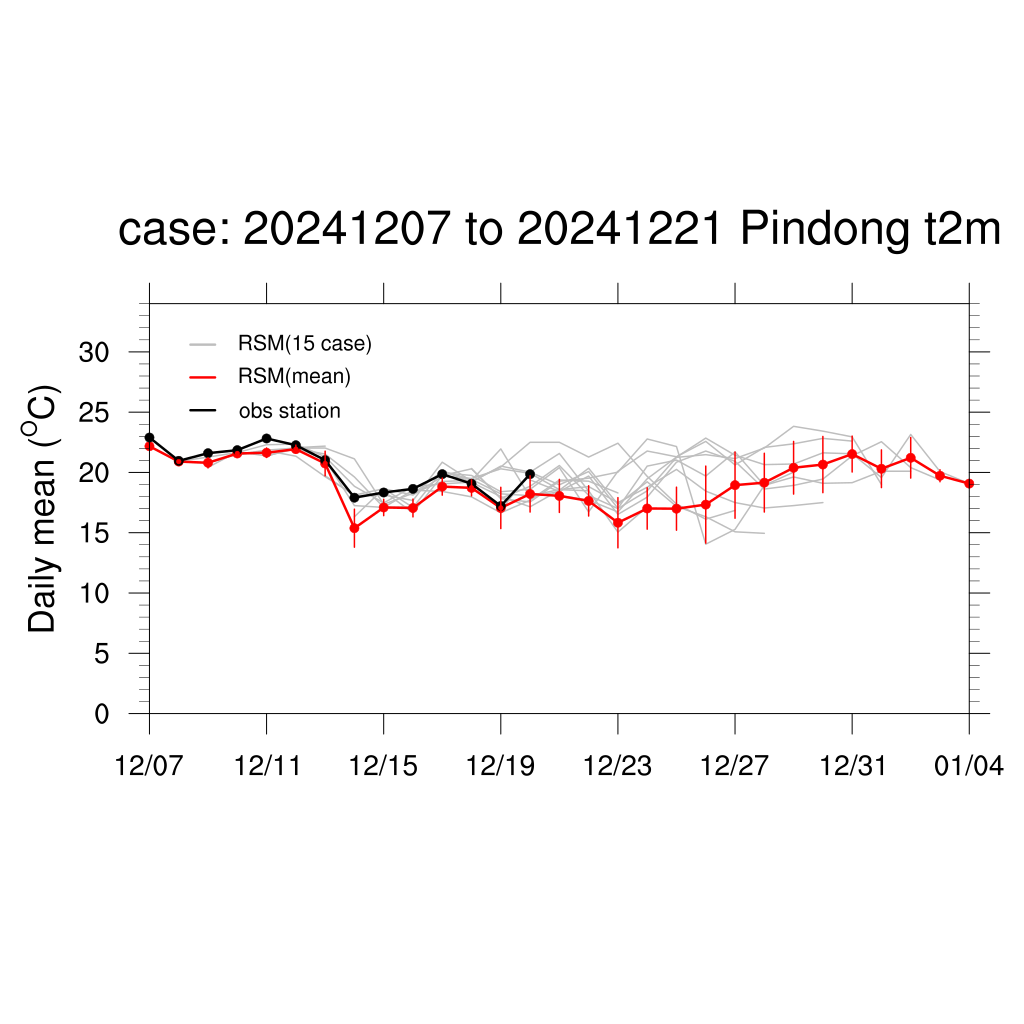 case: 20241207 to 20241221 Pindong t2m
RSM(15 case)
RSM(mean)
obs station
Daily mean (°C)
30
25
20
15
10
5
0
12/07 12/11 12/15 12/19 12/23 12/27 12/31 01/04